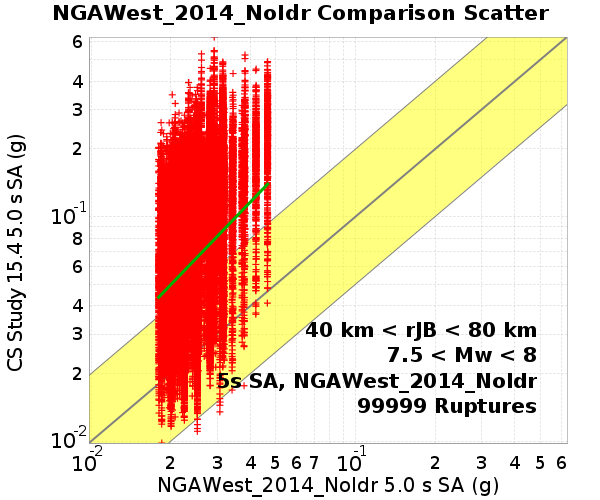 NGAWest_2014_NoIdr Comparison Scatter
CS Study 15.4 5.0 s SA (g)
6
4
3
2
10-1
8
6
4
3
2
10-2
40 km < rJB < 80 km
7.5 < Mw < 8
5s SA, NGAWest_2014_NoIdr
99999 Ruptures
10-2 2 3 4 5 6 7 10-1 2 3 4 5 6
NGAWest_2014_NoIdr 5.0 s SA (g)